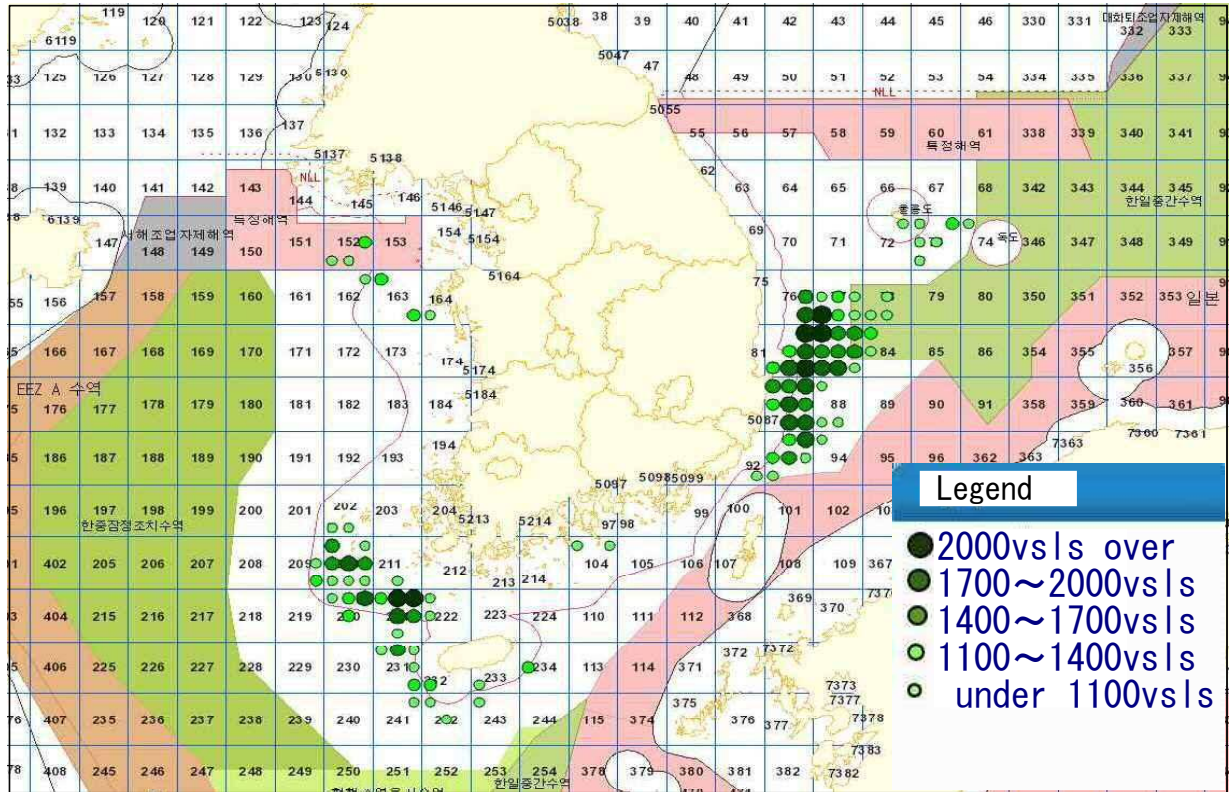 119 120 121 122 123 124 5038 38 39 40 41 42 43 44 45 46 330 331 대화퇴조업자제해역
332 333
6119 5047 47
125 126 127 128 129 130 5130 48 49 50 51 52 53 54 334 335 336 337
NLL
5055
132 133 134 135 136 137 55 56 57 58 59 60 61 338 339 340 341
특정해역
5137 5138 62
NLL
139 140 141 142 143 144 145 146 5146 5147 63 64 65 66 67 68 342 343 344 345
6139 울릉도 한일중간수역
특정해역
서해조업자제해역
147 148 149 150 151 152 153 154 5154 69 70 71 72 74 독도 346 347 348 349
5164 75
156 157 158 159 160 161 162 163 164 76 79 80 350 351 352 353 일본
166 167 168 169 170 171 172 173 174 5174 81 84 85 86 354 355 356 357
EEZ A 수역
176 177 178 179 180 181 182 183 184 5184 5087 88 89 90 91 358 359 360 361
7363 7360 7361
186 187 188 189 190 191 192 193 194 5097 5098 5099 92 94 95 96 362 363
196 197 198 199 200 201 202 203 204 5213 5214 97 98 99 100 101 102
한중잠정조치수역
402 205 206 207 208 209 211 212 213 214 104 105 106 107 108 109 367
404 215 216 217 218 219 222 223 224 110 111 112 368 369 370
406 225 226 227 228 229 230 231 232 233 234 113 114 371 372 7372
7373
7377
407 235 236 237 238 239 240 241 242 243 244 115 374 375 376 377 7378
7383
408 245 246 247 248 249 250 251 252 253 254 378 379 380 381 382 7382
한일중간수역
Legend
2000vsls over
1700~2000vsls
1400~1700vsls
1100~1400vsls
under 1100vsls